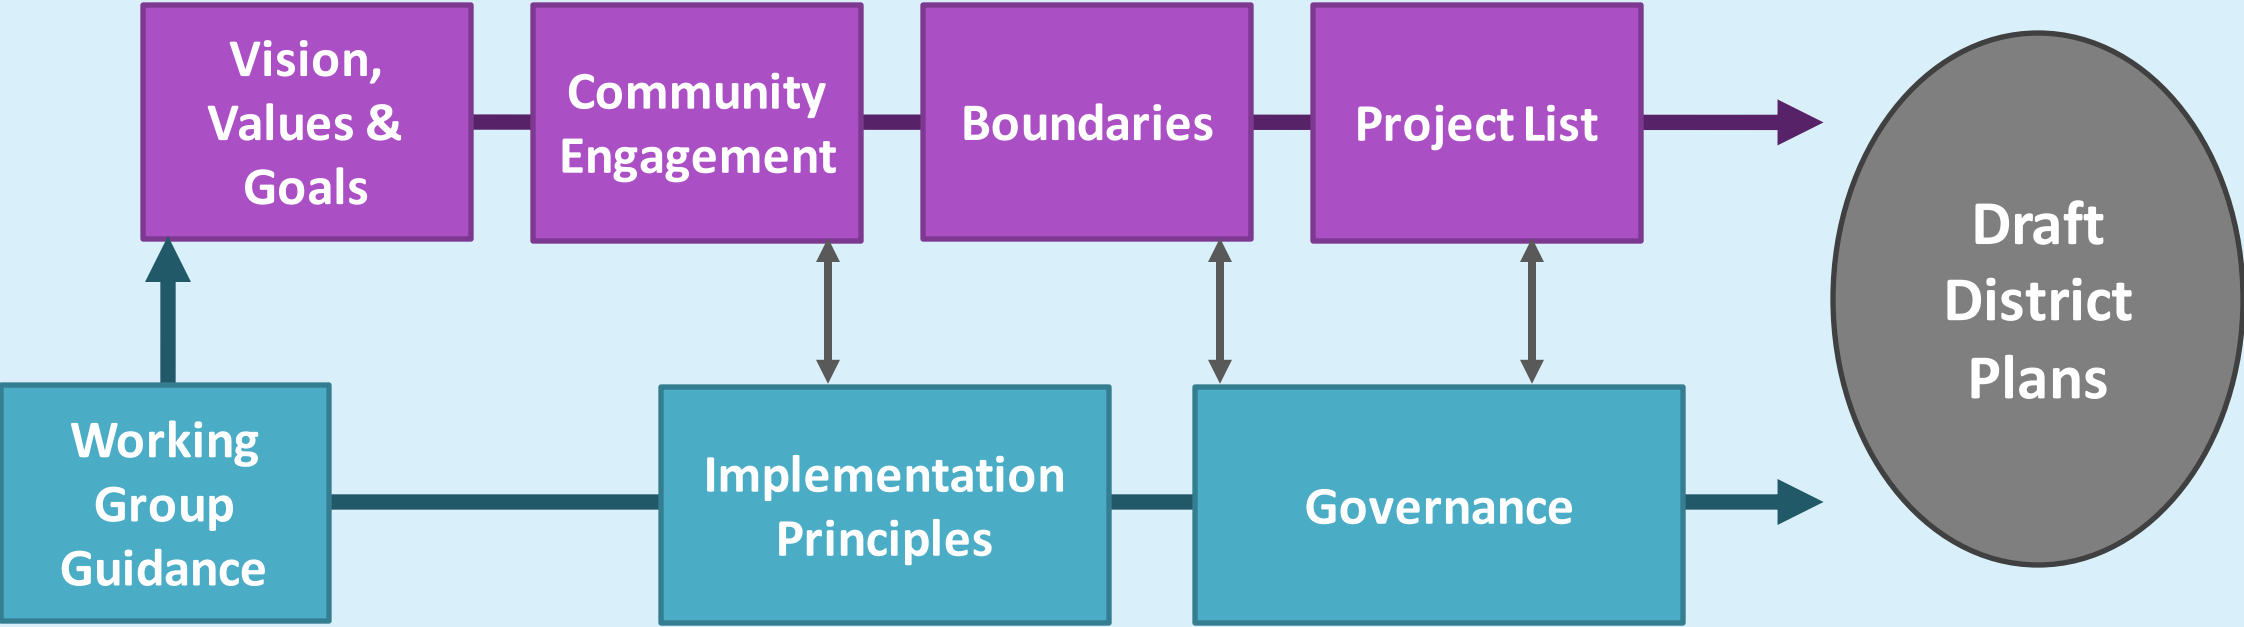 Vision,
Values &
Goals
Community
Engagement
Boundaries
Project List
Draft
District
Plans
Working
Group
Guidance
Implementation
Principles
Governance